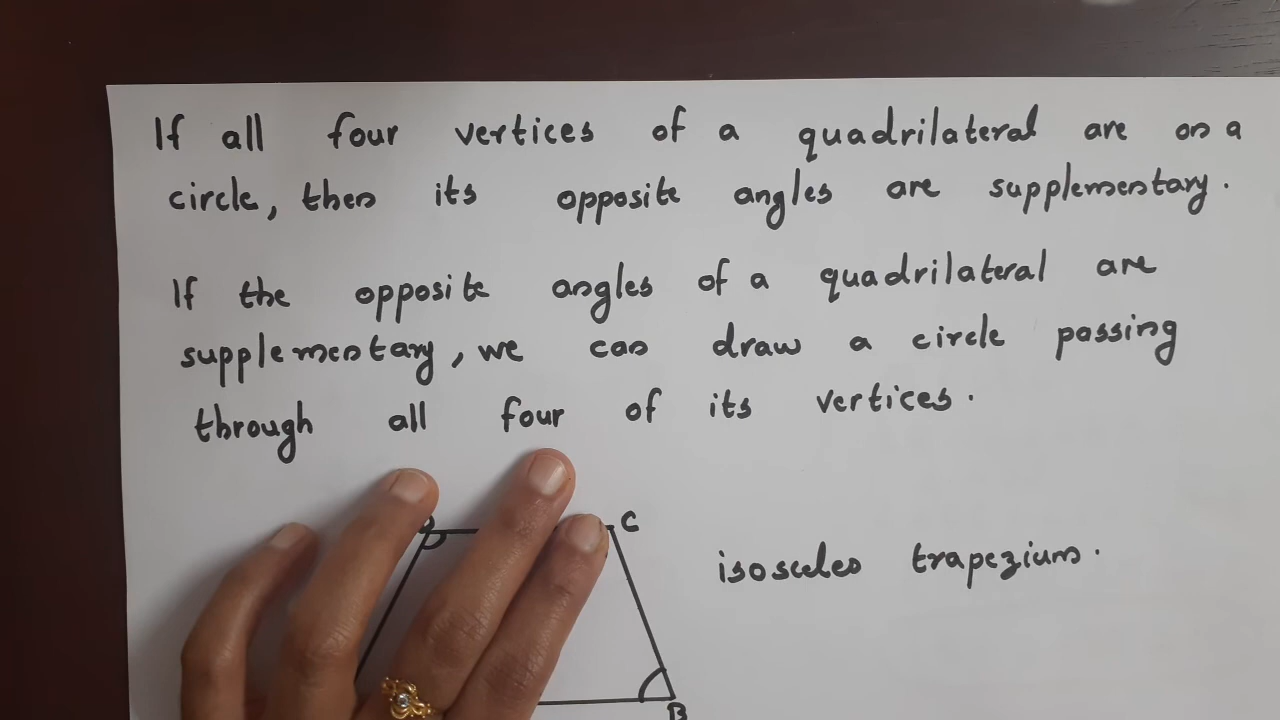 If all four vertices of a quadrilateral are on a
circle, then its opposite angles are supplementary.
If the opposite angles of a quadrilateral are
supplementary, we can draw a circle passing
through all four of its vertices.
C
isosceles trapezium.
B